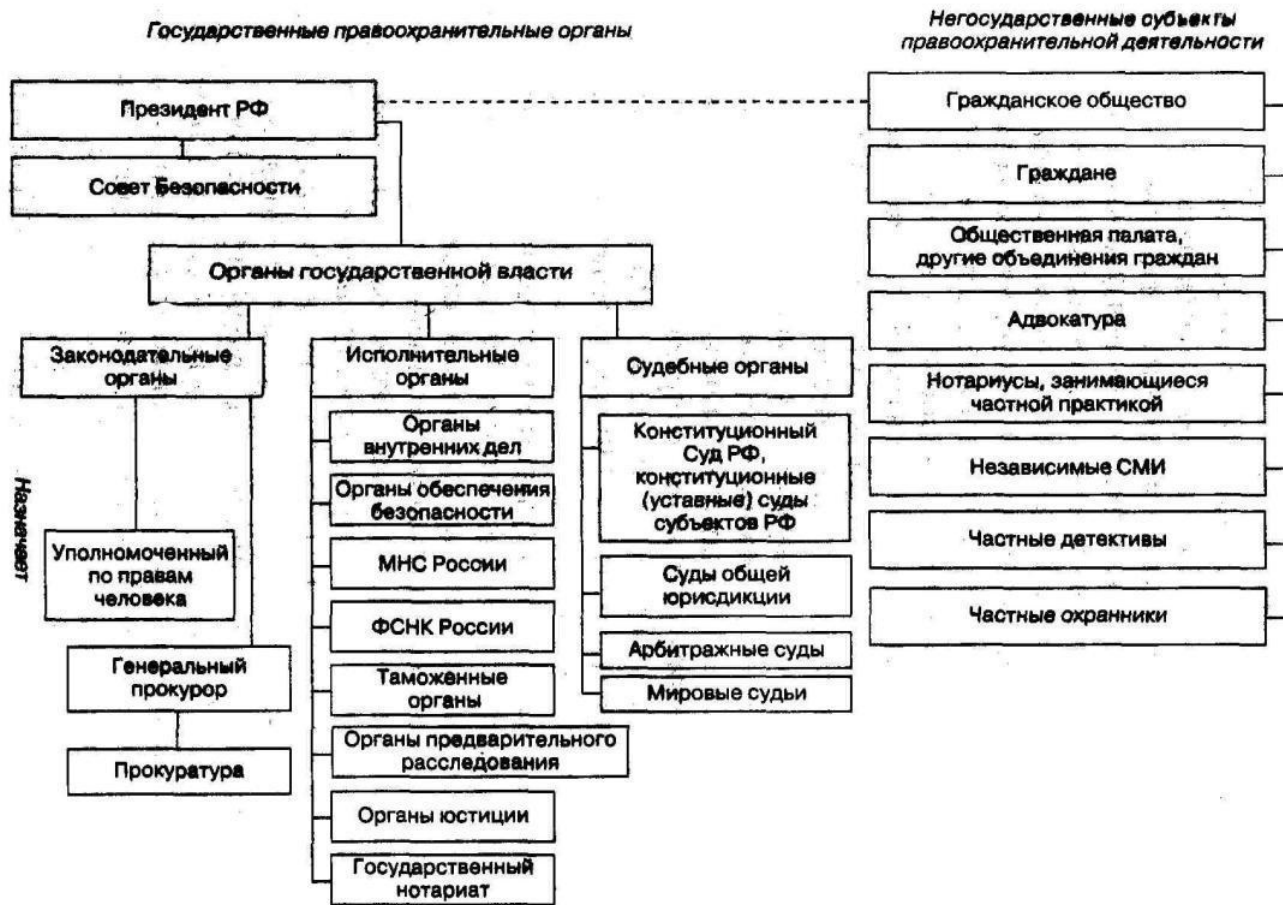 Государственные правоохранительные органы
Негосударственные субъекты
правоохранительной деятельности
Президент РФ
Совет Безопасности
Органы государственной власти
Законодательные
органы
Назначает
Уполномоченный
по правам
человека
Генеральный
прокурор
Прокуратура
Исполнительные
органы
Органы
внутренних дел
Органы обеспечения
безопасности
МНС России
ФСНК России
Таможенные
органы
Органы предварительного
расследования
Органы юстиции
Государственный
нотариат
Судебные органы
Конституционный
Суд РФ,
конституционные
(уставные) суды
субъектов РФ
Суды общей
юрисдикции
Арбитражные суды
Мировые судьи
Гражданское общество
Граждане
Общественная палата,
другие объединения граждан
Адвокатура
Нотариусы, занимающиеся
частной практикой
Независимые СМИ
Частные детективы
Частные охранники